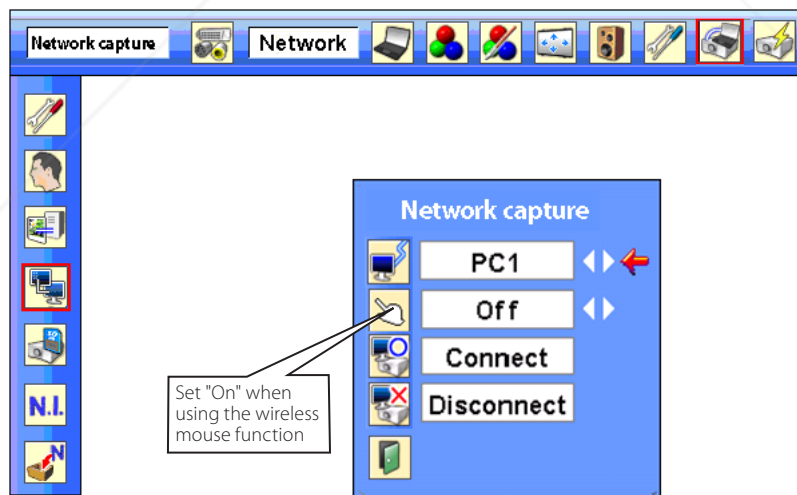 Network capture
Network
Network capture
PC1
Off
Connect
Disconnect
Set "On" when
using the wireless
mouse function
N.I.
N